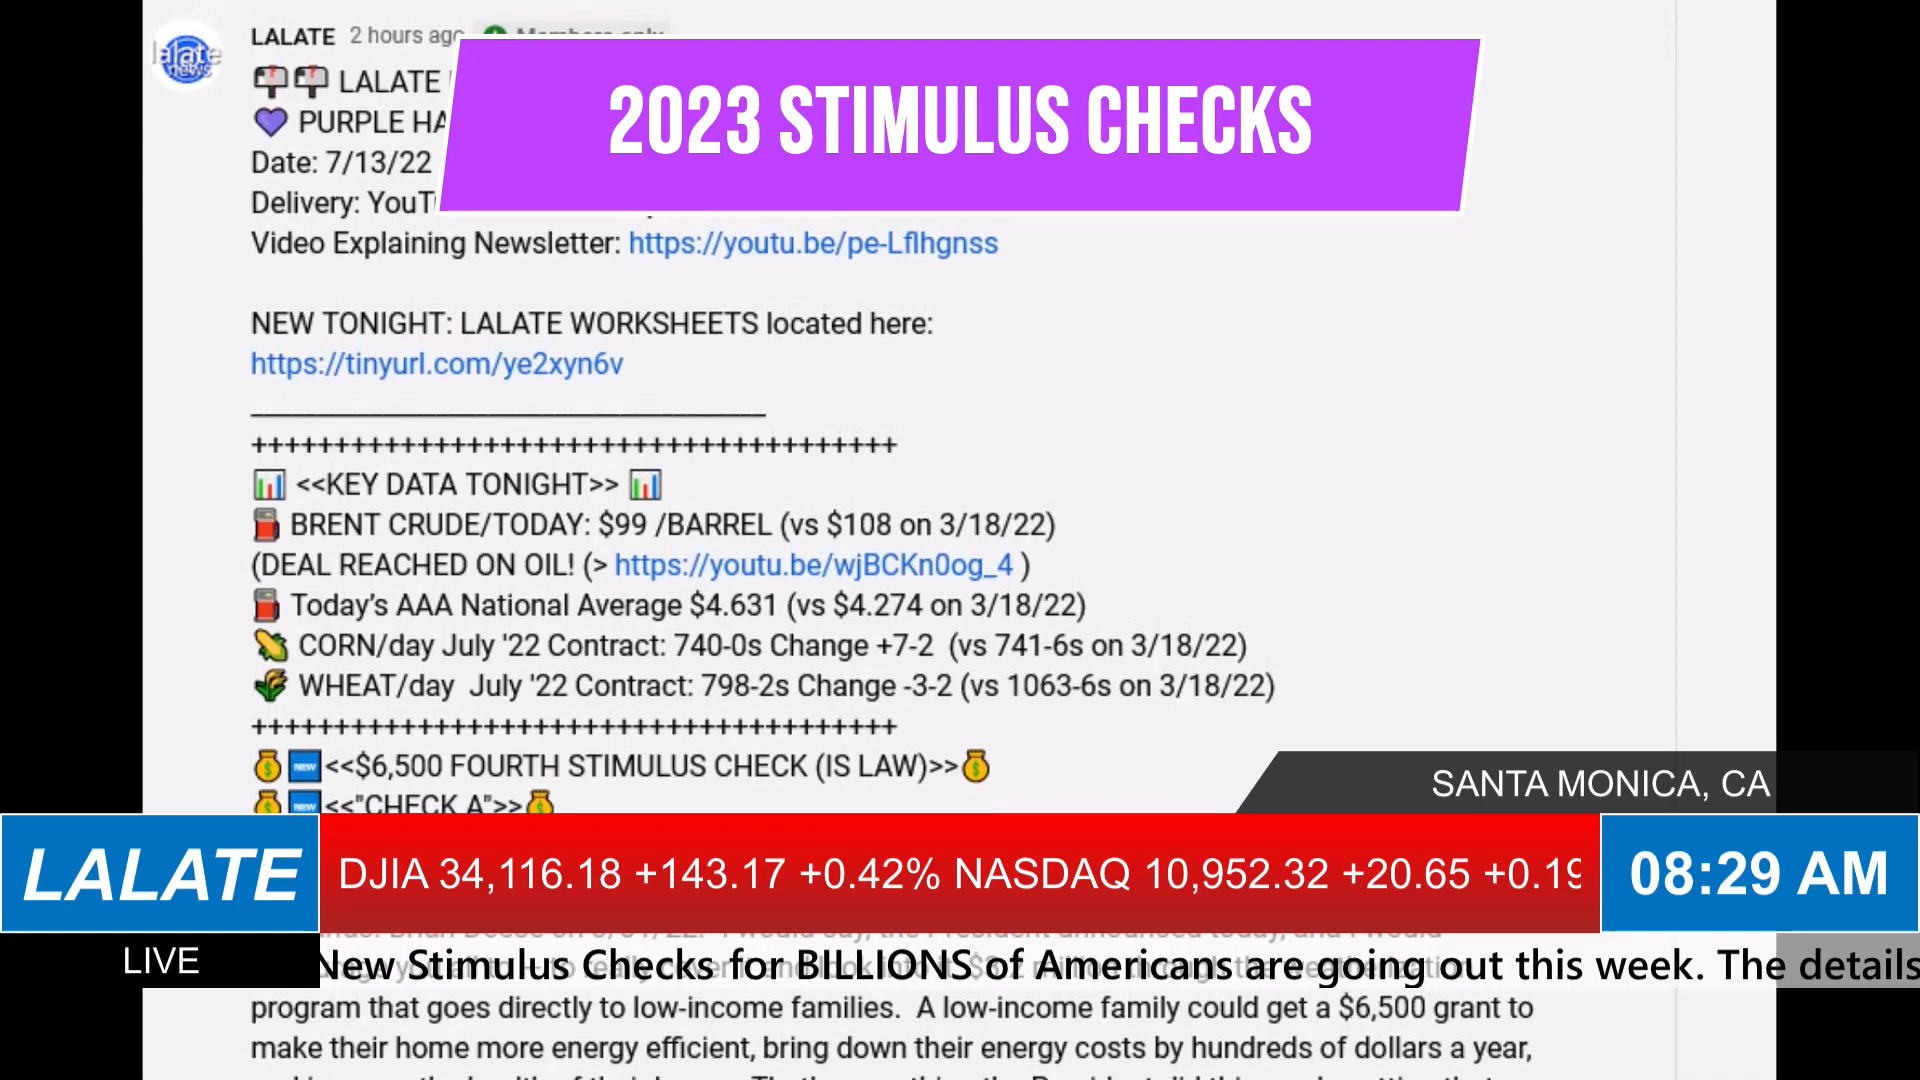 lalate news
LALATE 2 hours ago Members only
LALATE
2023 STIMULUS CHECKS
PURPLE HA
Date: 7/13/22
Delivery: YouT
Video Explaining Newsletter: https://youtu.be/pe-Lflhgnss
NEW TONIGHT: LALATE WORKSHEETS located here:
https://tinyurl.com/ye2xyn6v
+++++++++++++++++++++++++++++++++++++++
<<KEY DATA TONIGHT>>
BRENT CRUDE/TODAY: $99 /BARREL (vs $108 on 3/18/22)
(DEAL REACHED ON OIL! (> https://youtu.be/wjBCKn0og_4 )
Today’s AAA National Average $4.631 (vs $4.274 on 3/18/22)
CORN/day July '22 Contract: 740-0s Change +7-2 (vs 741-6s on 3/18/22)
WHEAT/day July '22 Contract: 798-2s Change -3-2 (vs 1063-6s on 3/18/22)
+++++++++++++++++++++++++++++++++++++++
NEW <<$6,500 FOURTH STIMULUS CHECK (IS LAW)>>
SANTA MONICA, CA
NEW <<"CHECK A">>
LALATE
DJIA 34,116.18 +143.17 +0.42% NASDAQ 10,952.32 +20.65 +0.19
08:29 AM
LIVE
New Stimulus Checks for BILLIONS of Americans are going out this week. The details
program that goes directly to low-income families. A low-income family could get a $6,500 grant to
make their home more energy efficient, bring down their energy costs by hundreds of dollars a year,